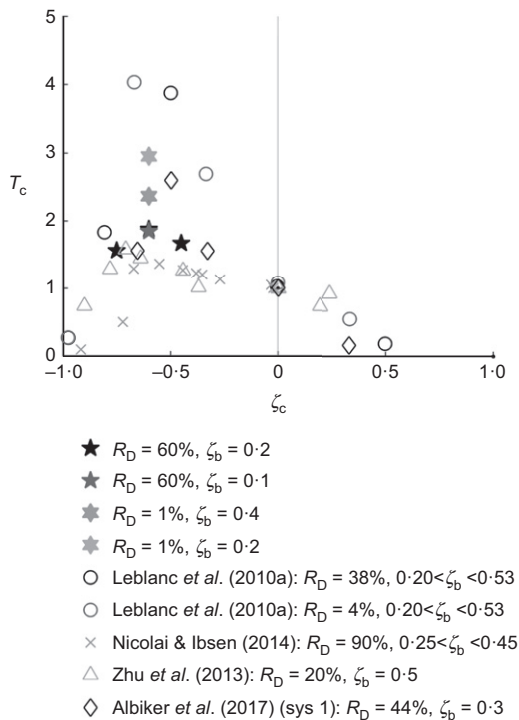 5
4
T_c
3
2
1
0
–1·0
–0·5
0
0·5
1·0
ζ_c
R_D = 60%, ζ_b = 0·2
R_D = 60%, ζ_b = 0·1
R_D = 1%, ζ_b = 0·4
R_D = 1%, ζ_b = 0·2
Leblanc et al. (2010a): R_D = 38%, 0·20<ζ_b <0·53
Leblanc et al. (2010a): R_D = 4%, 0·20<ζ_b <0·53
Nicolai & Ibsen (2014): R_D = 90%, 0·25<ζ_b <0·45
Zhu et al. (2013): R_D = 20%, ζ_b = 0·5
Albiker et al. (2017) (sys 1): R_D = 44%, ζ_b = 0·3